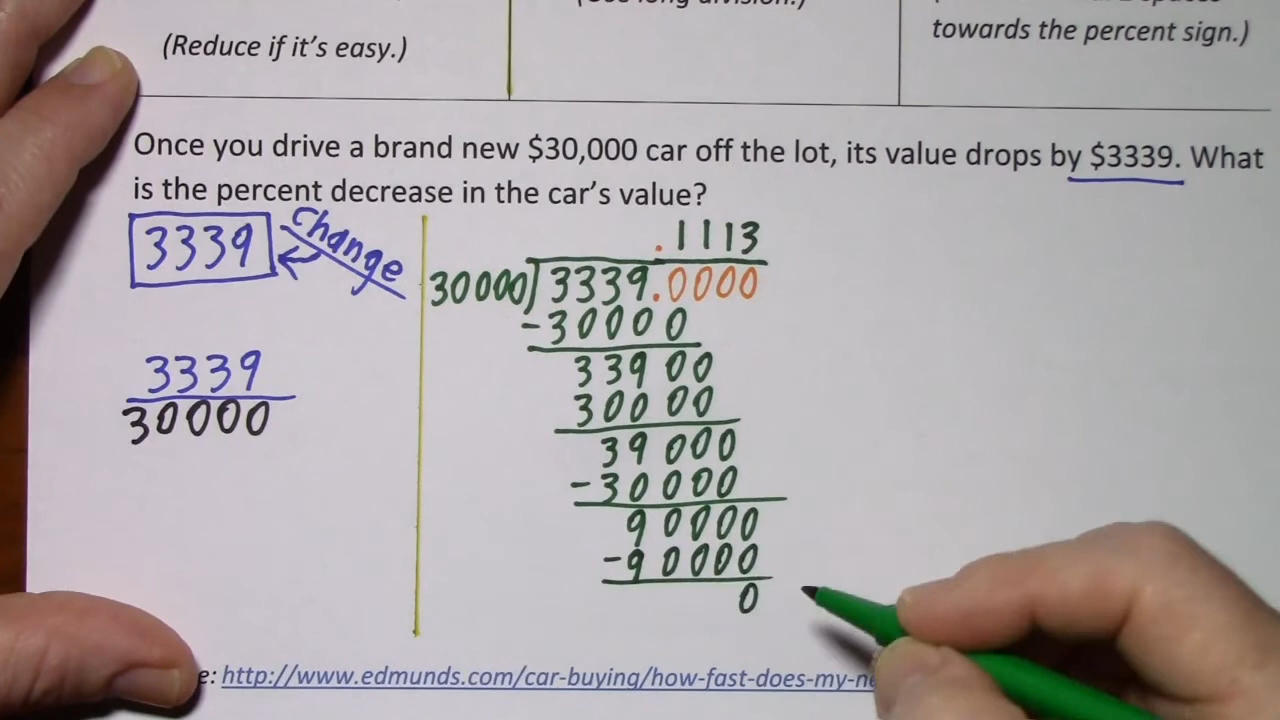 (Reduce if it's easy.)
towards the percent sign.)
Once you drive a brand new $30,000 car off the lot, its value drops by $3339. What
is the percent decrease in the car's value?
3339
Change
3339
30000
.1113
30000)3339.0000
-30000
33900
30000
39000
-30000
90000
-90000
0
e: http://www.edmunds.com/car-buying/how-fast-does-my-ne